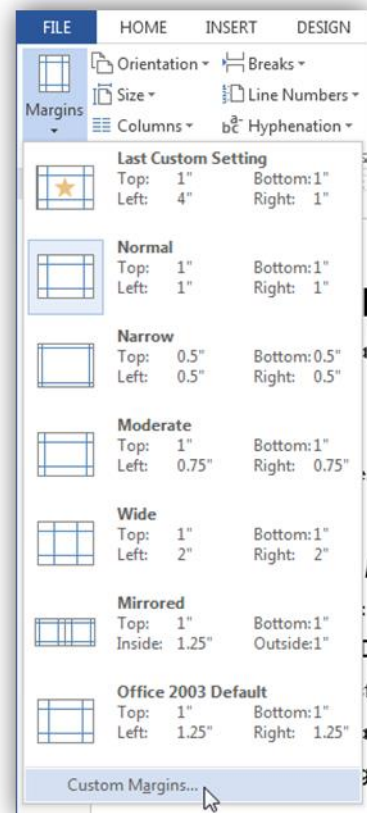 FILE HOME INSERT DESIGN
Orientation Breaks
Margins Size Line Numbers
Columns Hyphenation
Last Custom Setting
Top: 1" Bottom: 1"
Left: 4" Right: 1"
Normal
Top: 1" Bottom: 1"
Left: 1" Right: 1"
Narrow
Top: 0.5" Bottom: 0.5"
Left: 0.5" Right: 0.5"
Moderate
Top: 1" Bottom: 1"
Left: 0.75" Right: 0.75"
Wide
Top: 1" Bottom: 1"
Left: 2" Right: 2"
Mirrored
Top: 1" Bottom: 1"
Inside: 1.25" Outside: 1"
Office 2003 Default
Top: 1" Bottom: 1"
Left: 1.25" Right: 1.25"
Custom Margins...